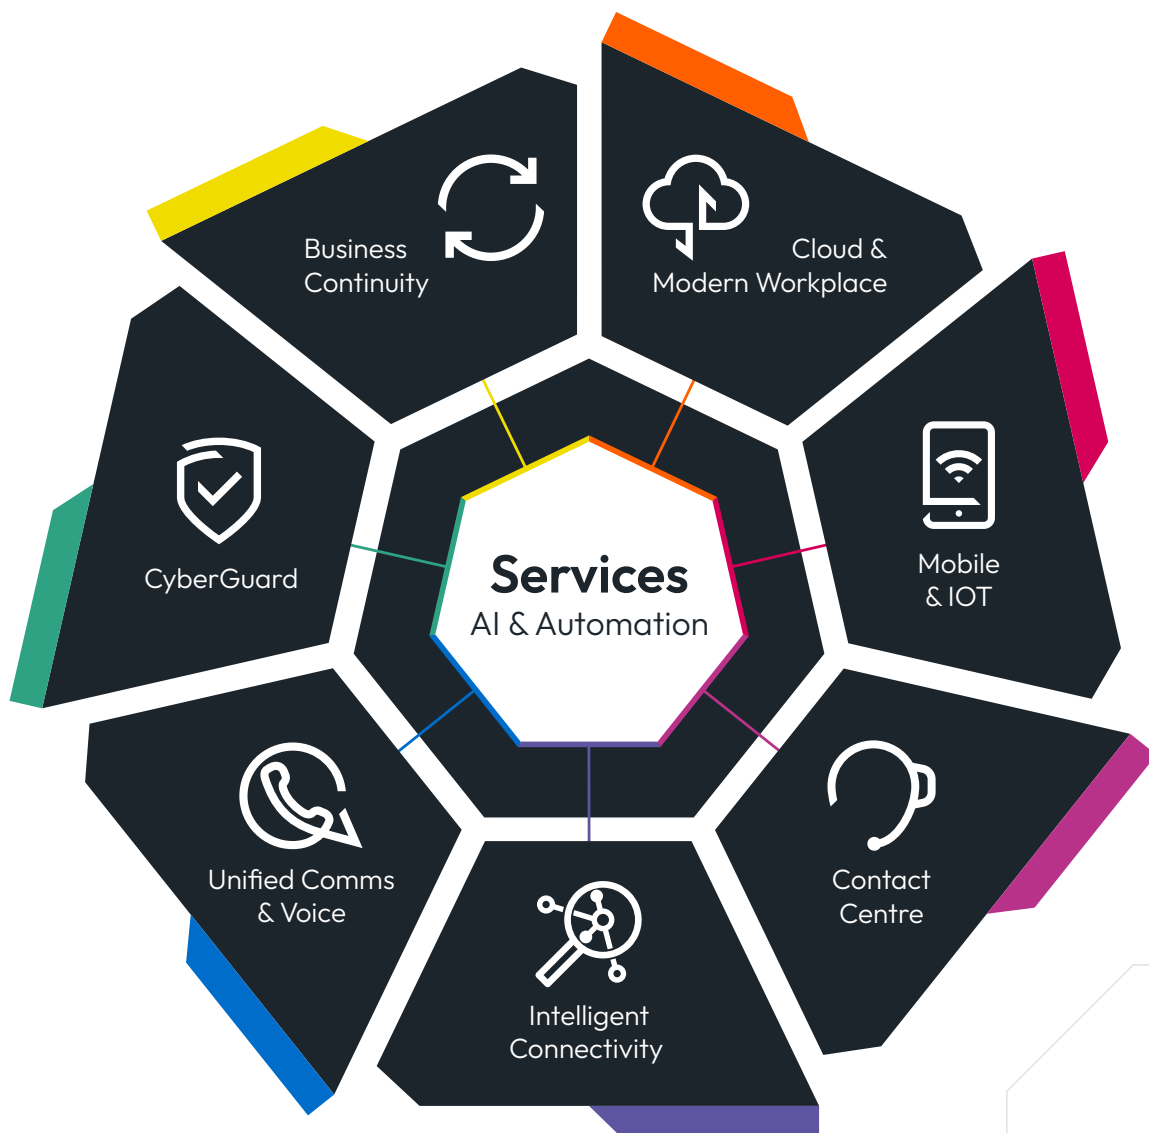 Business
Continuity
Cloud &
Modern Workplace
CyberGuard
Services
AI & Automation
Mobile
& IOT
Unified Comms
& Voice
Contact
Centre
Intelligent
Connectivity